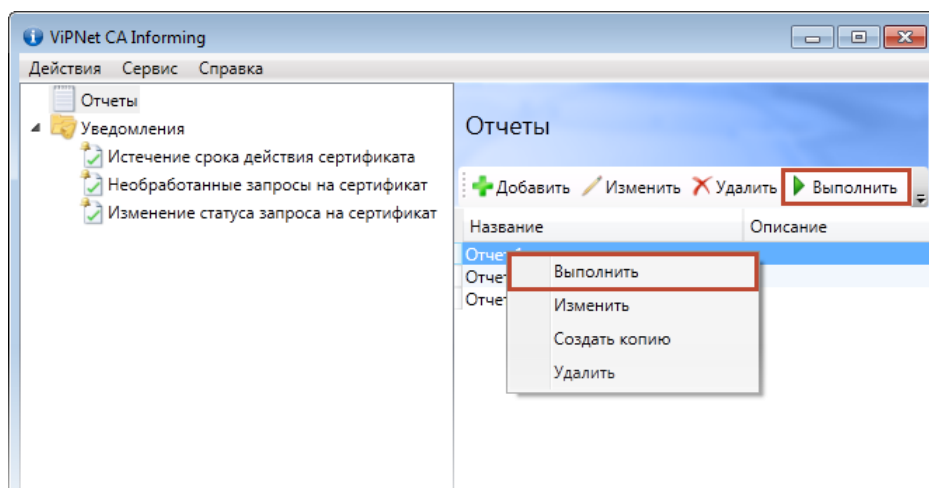 ViPNet CA Informing
Действия Сервис Справка
Отчеты
Уведомления
Истечение срока действия сертификата
Необработанные запросы на сертификат
Изменение статуса запроса на сертификат
Отчеты
Добавить Изменить Удалить Выполнить
Название Описание
Выполнить
Изменить
Создать копию
Удалить